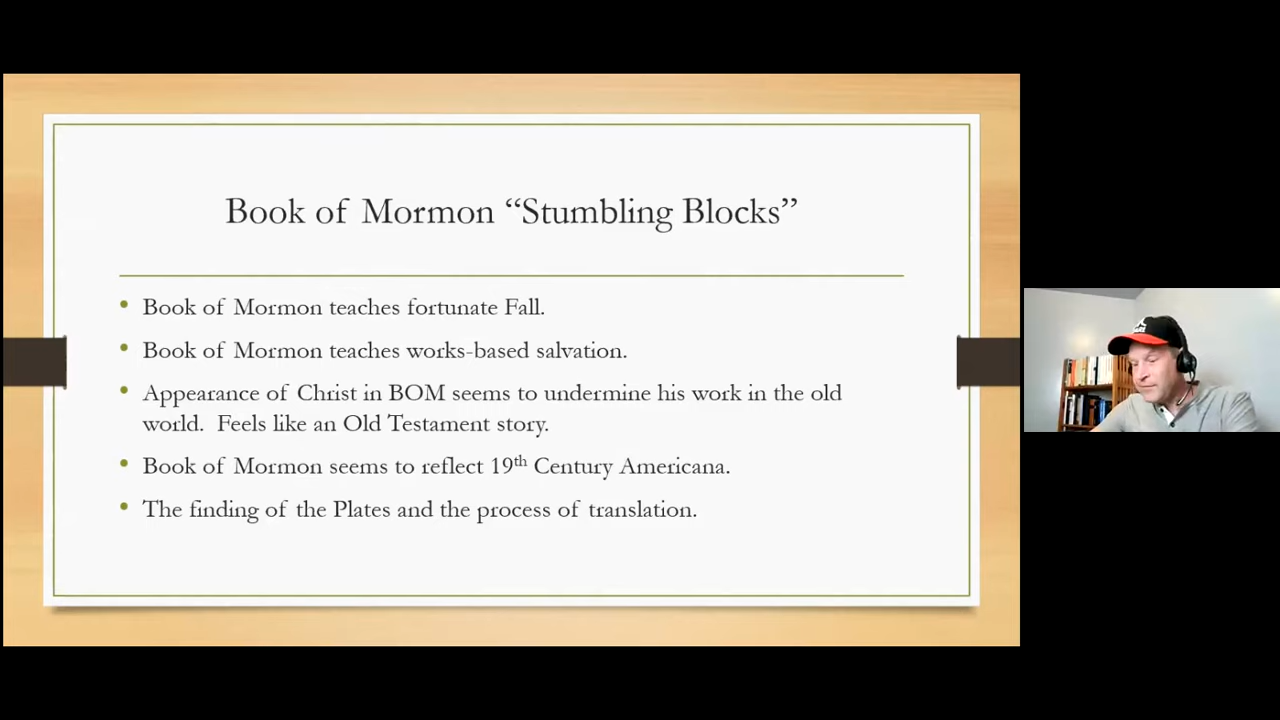 Book of Mormon “Stumbling Blocks”
• Book of Mormon teaches fortunate Fall.
• Book of Mormon teaches works-based salvation.
• Appearance of Christ in BOM seems to undermine his work in the old
world. Feels like an Old Testament story.
• Book of Mormon seems to reflect 19th Century Americana.
• The finding of the Plates and the process of translation.